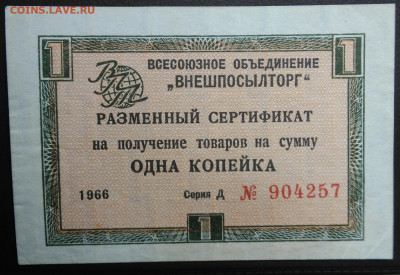 COINS.LAVE.RU
1 1
ВПТ
ВСЕСОЮЗНОЕ ОБЪЕДИНЕНИЕ
„ВНЕШПОСЫЛТОРГ"
РАЗМЕННЫЙ СЕРТИФИКАТ
на получение товаров на сумму
ОДНА КОПЕЙКА
1966 Серия Д № 904257
1